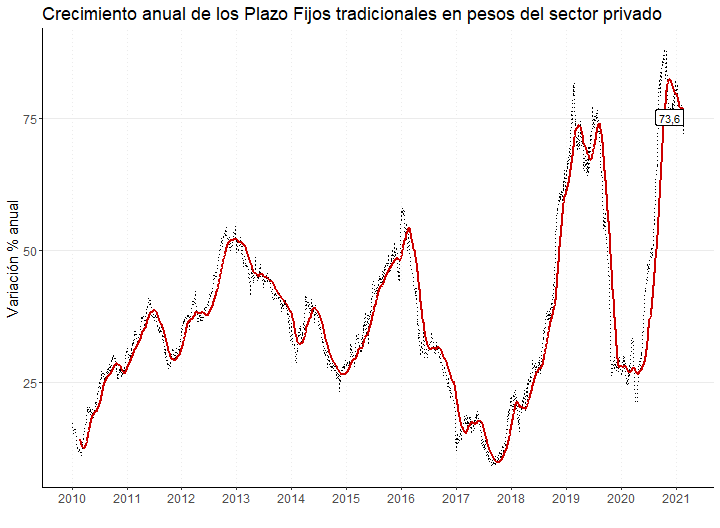 Crecimiento anual de los Plazo Fijos tradicionales en pesos del sector privado
Variación % anual
75
50
25
73,6
2010 2011 2012 2013 2014 2015 2016 2017 2018 2019 2020 2021